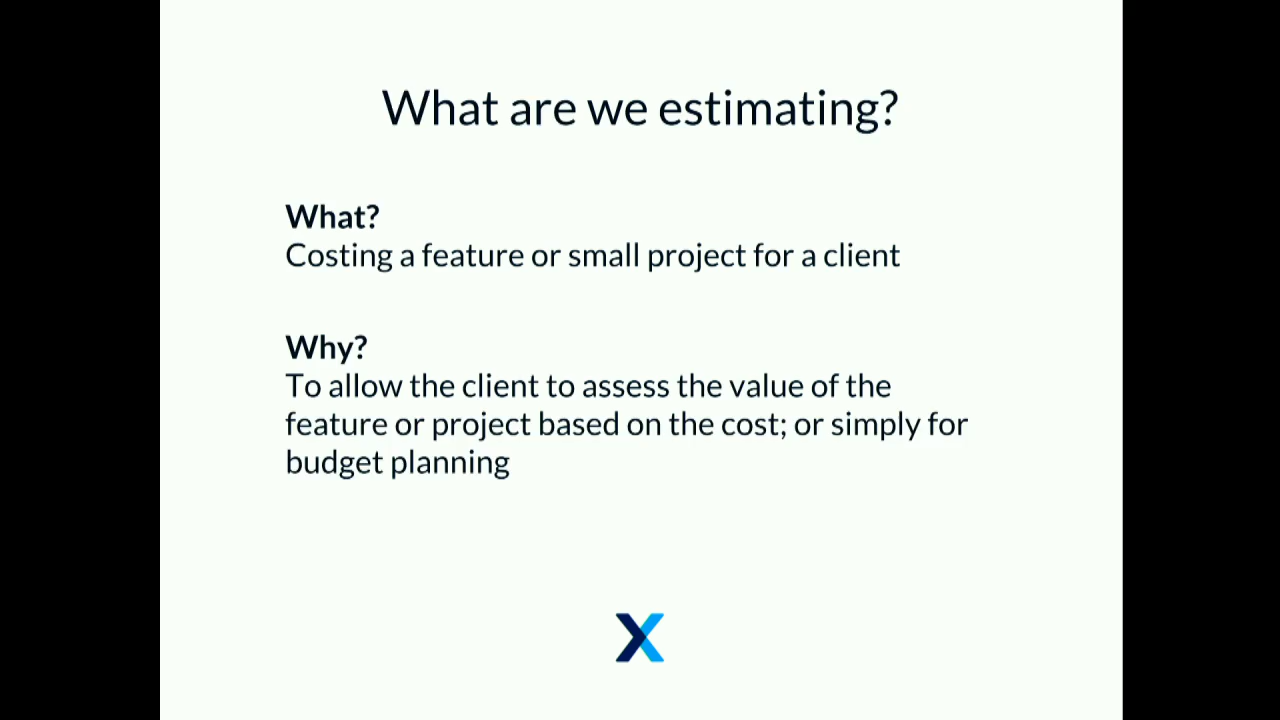 What are we estimating?
What?
Costing a feature or small project for a client
Why?
To allow the client to assess the value of the
feature or project based on the cost; or simply for
budget planning